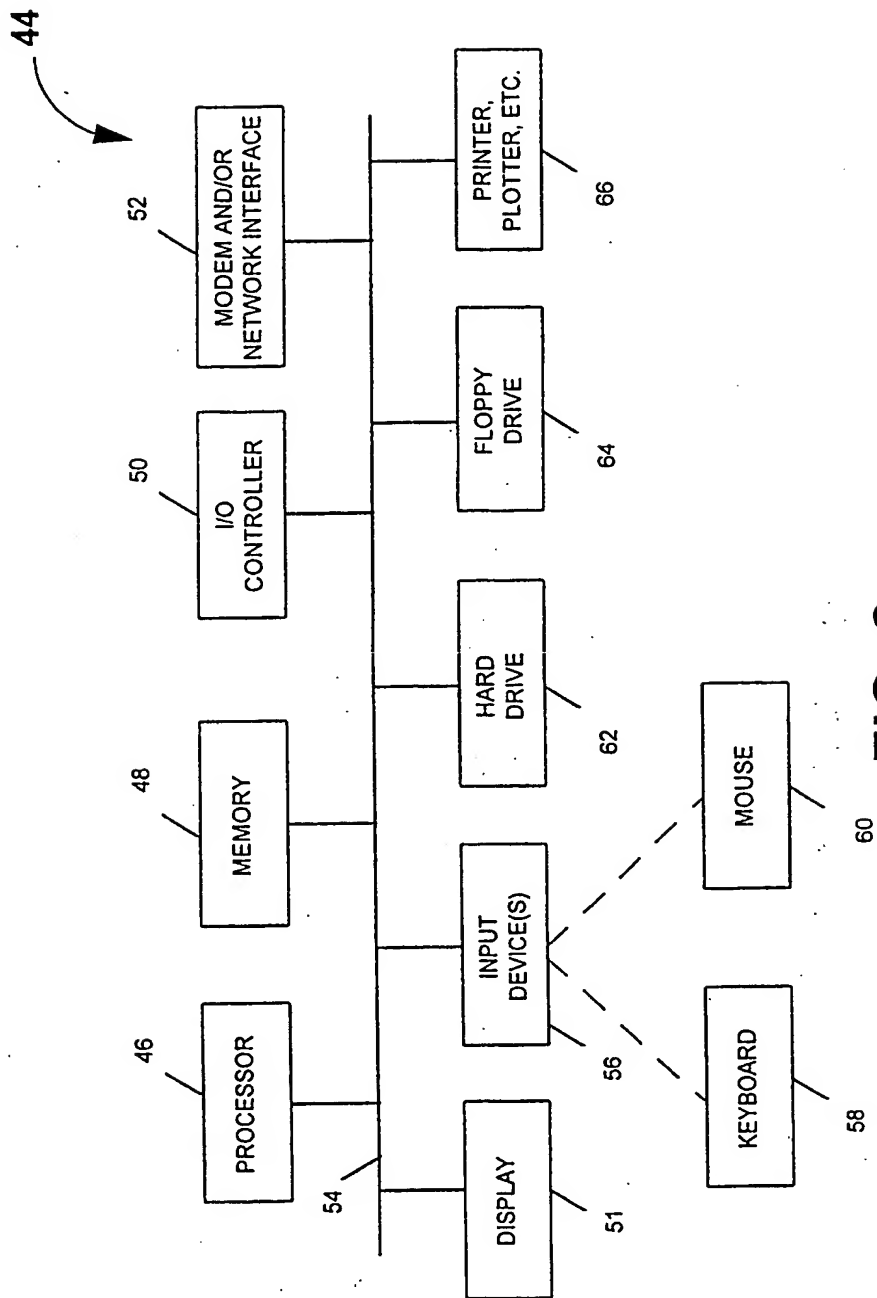 44
46
PROCESSOR
48
MEMORY
50
I/O
CONTROLLER
52
MODEM AND/OR
NETWORK INTERFACE
54
DISPLAY
51
INPUT
DEVICE(S)
56
HARD
DRIVE
62
FLOPPY
DRIVE
64
PRINTER,
PLOTTER, ETC.
66
KEYBOARD
58
MOUSE
60